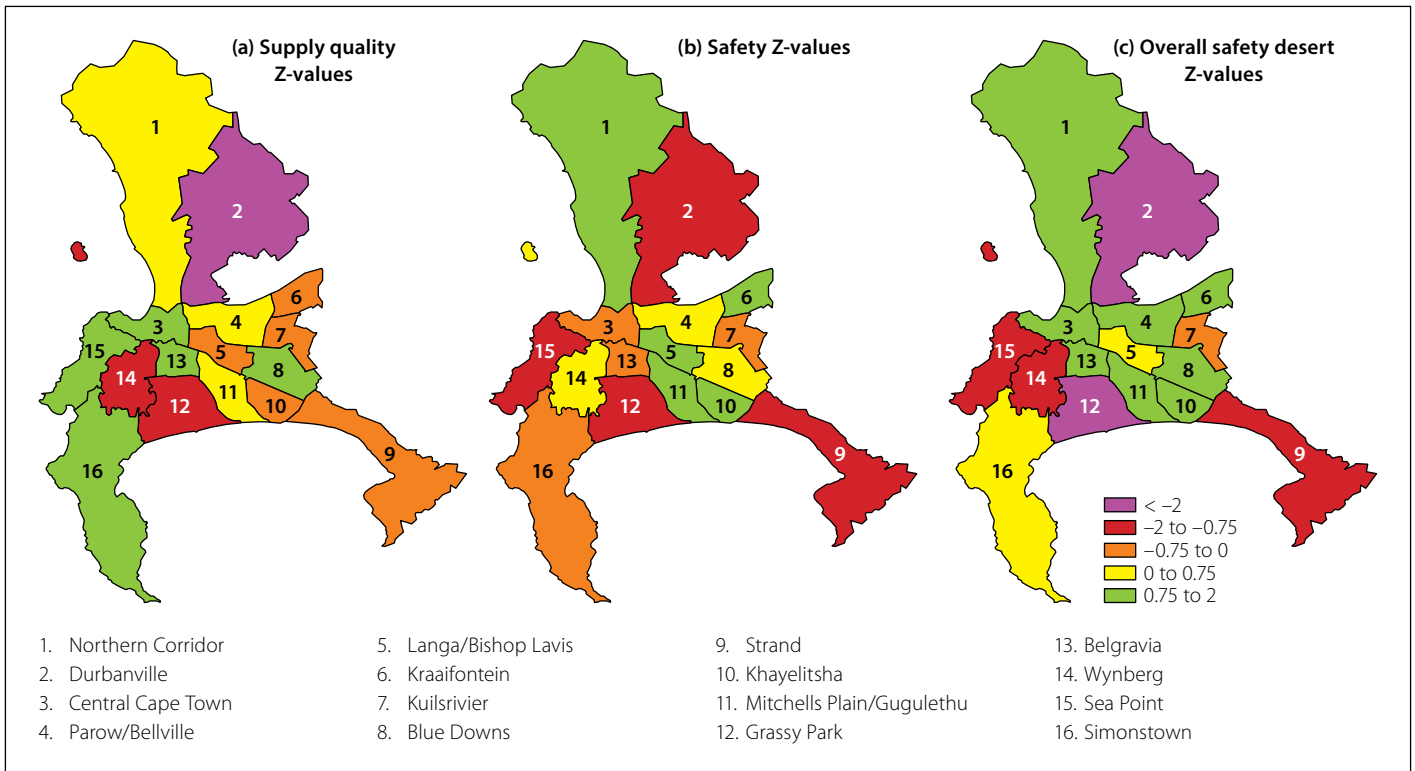 (a) Supply quality
Z-values
(b) Safety Z-values
(c) Overall safety desert
Z-values
1
2
3
4
5
6
7
8
9
10
11
12
13
14
15
16
1
2
3
4
5
6
7
8
9
10
11
12
13
14
15
16
1
2
3
4
5
6
7
8
9
10
11
12
13
14
15
16
< –2
–2 to –0.75
–0.75 to 0
0 to 0.75
0.75 to 2
1. Northern Corridor
2. Durbanville
3. Central Cape Town
4. Parow/Bellville
5. Langa/Bishop Lavis
6. Kraaifontein
7. Kuilsrivier
8. Blue Downs
9. Strand
10. Khayelitsha
11. Mitchells Plain/Gugulethu
12. Grassy Park
13. Belgravia
14. Wynberg
15. Sea Point
16. Simonstown